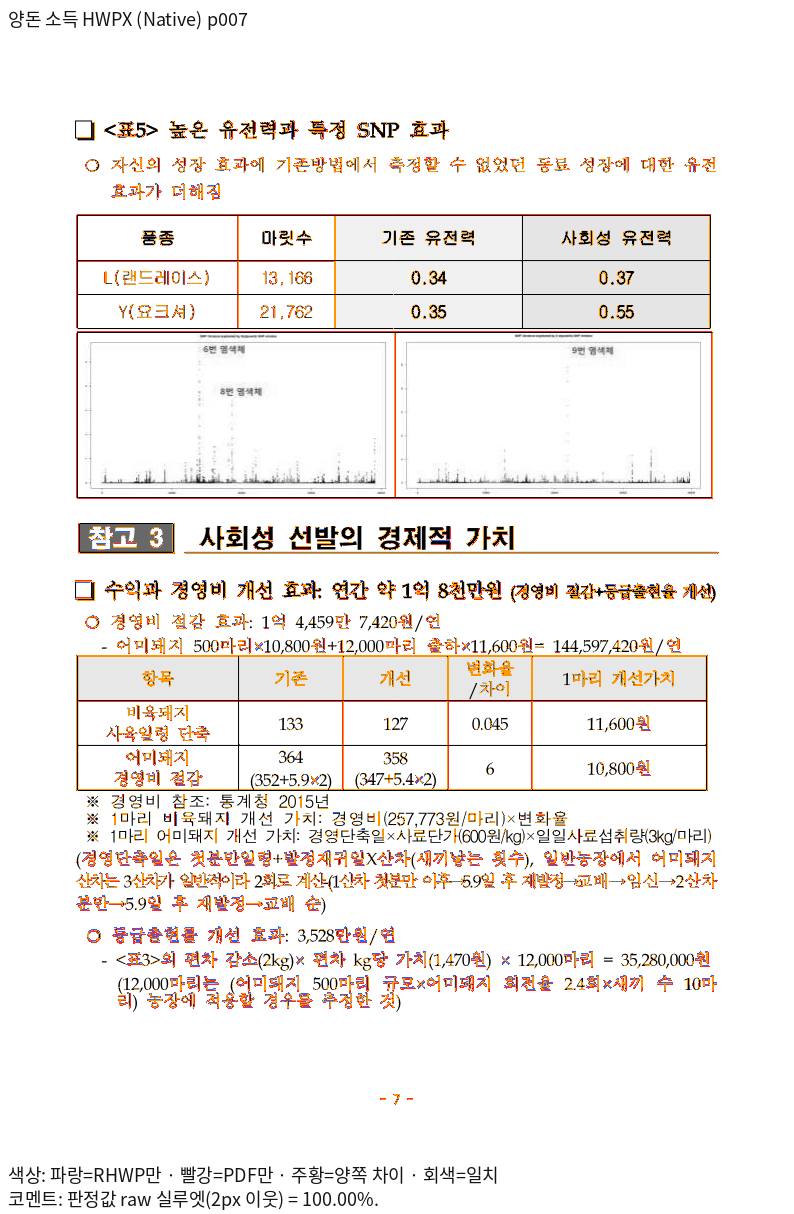 양돈 소득 HWPX (Native) p007
❏ <표5> 높은 유전력과 특정 SNP 효과
○ 자신의 성장 효과에 기존방법에서 측정할 수 없었던 동료 성장에 대한 유전
효과가 더해짐
품종 마릿수 기존 유전력 사회성 유전력
L(랜드레이스) 13,166 0.34 0.37
Y(요크셔) 21,762 0.35 0.55
6번 염색체
8번 염색체
9번 염색체
참고 3 사회성 선발의 경제적 가치
❏ 수익과 경영비 개선 효과: 연간 약 1억 8천만원 (경영비 절감+등급출현율 개선)
○ 경영비 절감 효과: 1억 4,459만 7,420원/연
- 어미돼지 500마리×10,800원+12,000마리 출하×11,600원= 144,597,420원/연
항목 기존 개선 변화율
/차이 1마리 개선가치
비육돼지
사육일령 단축 133 127 0.045 11,600원
어미돼지
경영비 절감 364
(352+5.9×2) 358
(347+5.4×2) 6 10,800원
※ 경영비 참조: 통계청 2015년
※ 1마리 비육돼지 개선 가치: 경영비(257,773원/마리)×변화율
※ 1마리 어미돼지 개선 가치: 경영단축일×사료단가(600원/kg)×일일사료섭취량(3kg/마리)
(경영단축일은 첫분만일령+발정재귀일X산차(새끼낳는 횟수), 일반농장에서 어미돼지
산차는 3산차가 일반적이라 2회로 계산-(1산차 첫분만 이후→5.9일 후 재발정→교배→임신→2산차
분만→5.9일 후 재발정→교배 순)
○ 등급출현률 개선 효과: 3,528만원/연
- <표3>의 편차 감소(2kg)× 편차 kg당 가치(1,470원) × 12,000마리 = 35,280,000원
(12,000마리는 (어미돼지 500마리 규모×어미돼지 회전율 2.4회×새끼 수 10마
리) 농장에 적용할 경우를 추정한 것)
- 7 -
색상: 파랑=RHWP만 · 빨강=PDF만 · 주황=양쪽 차이 · 회색=일치
코멘트: 판정값 raw 실루엣(2px 이웃) = 100.00%.